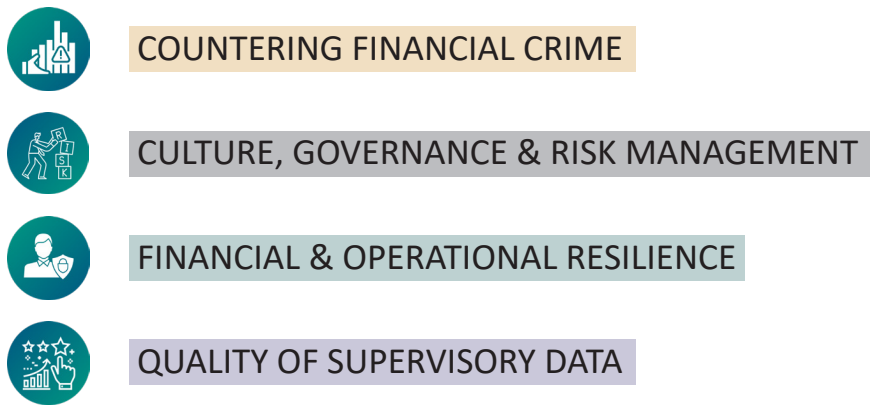 COUNTERING FINANCIAL CRIME
R
I
S
K
CULTURE, GOVERNANCE & RISK MANAGEMENT
FINANCIAL & OPERATIONAL RESILIENCE
QUALITY OF SUPERVISORY DATA